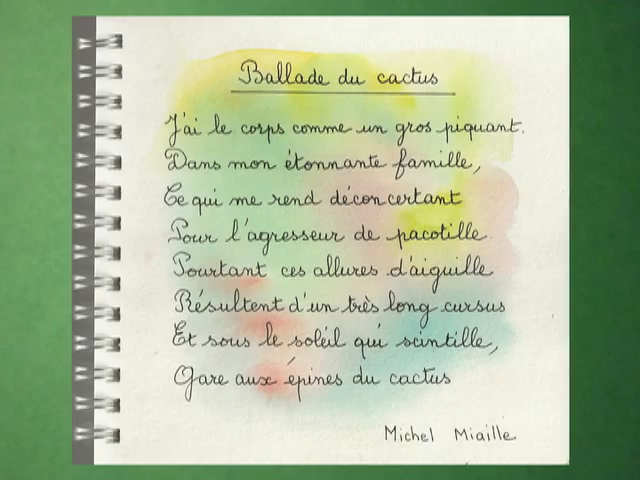 Ballade du cactus
J'ai le corps comme un gros piquant.
Dans mon étonnante famille,
Ce qui me rend déconcertant
Pour l'agresseur de pacotille.
Pourtant ces allures d'aiguille
Résultent d'un très long cursus
Et sous le soleil qui scintille,
Gare aux épines du cactus
Michel Miaille